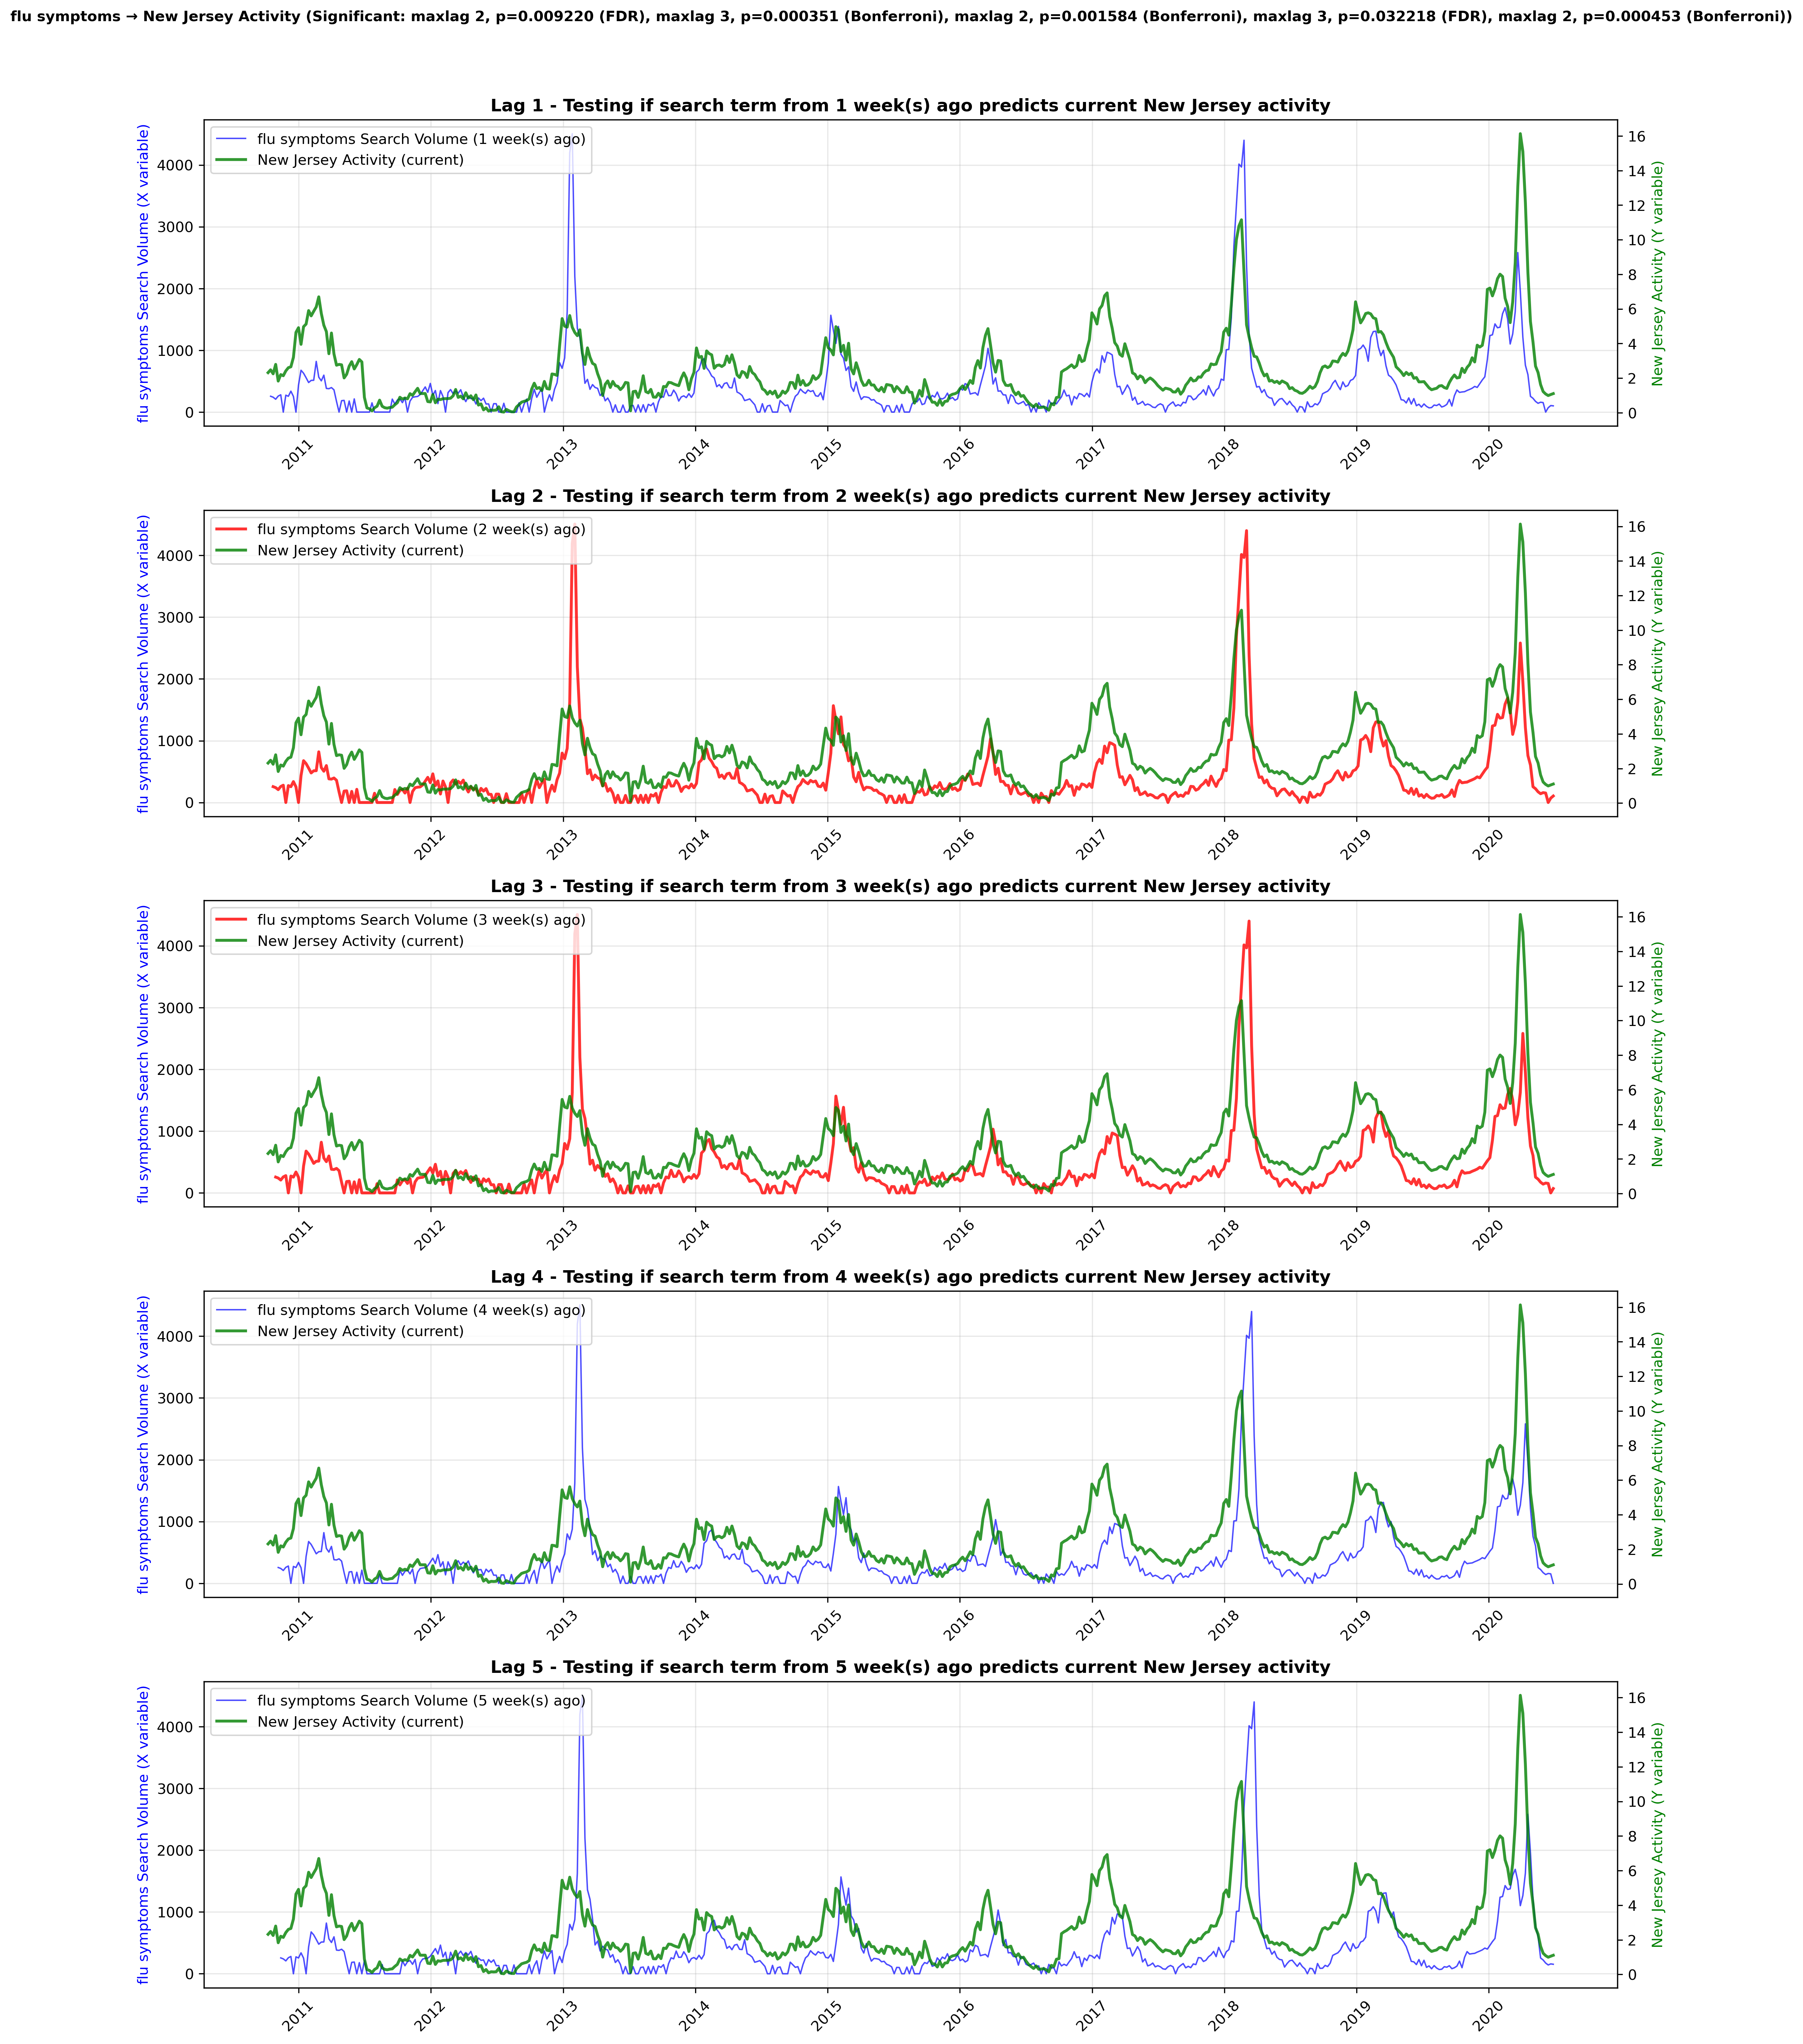 flu symptoms → New Jersey Activity (Significant: maxlag 2, p=0.009220 (FDR), maxlag 3, p=0.000351 (Bonferroni), maxlag 2, p=0.001584 (Bonferroni), maxlag 3, p=0.032218 (FDR), maxlag 2, p=0.000453 (Bonferroni))
Lag 1 - Testing if search term from 1 week(s) ago predicts current New Jersey activity
flu symptoms Search Volume (1 week(s) ago)
New Jersey Activity (current)
flu symptoms Search Volume (X variable)
4000
3000
2000
1000
0
16
14
12
10
8
6
4
2
0
New Jersey Activity (Y variable)
2011 2012 2013 2014 2015 2016 2017 2018 2019 2020
Lag 2 - Testing if search term from 2 week(s) ago predicts current New Jersey activity
flu symptoms Search Volume (2 week(s) ago)
New Jersey Activity (current)
flu symptoms Search Volume (X variable)
4000
3000
2000
1000
0
16
14
12
10
8
6
4
2
0
New Jersey Activity (Y variable)
2011 2012 2013 2014 2015 2016 2017 2018 2019 2020
Lag 3 - Testing if search term from 3 week(s) ago predicts current New Jersey activity
flu symptoms Search Volume (3 week(s) ago)
New Jersey Activity (current)
flu symptoms Search Volume (X variable)
4000
3000
2000
1000
0
16
14
12
10
8
6
4
2
0
New Jersey Activity (Y variable)
2011 2012 2013 2014 2015 2016 2017 2018 2019 2020
Lag 4 - Testing if search term from 4 week(s) ago predicts current New Jersey activity
flu symptoms Search Volume (4 week(s) ago)
New Jersey Activity (current)
flu symptoms Search Volume (X variable)
4000
3000
2000
1000
0
16
14
12
10
8
6
4
2
0
New Jersey Activity (Y variable)
2011 2012 2013 2014 2015 2016 2017 2018 2019 2020
Lag 5 - Testing if search term from 5 week(s) ago predicts current New Jersey activity
flu symptoms Search Volume (5 week(s) ago)
New Jersey Activity (current)
flu symptoms Search Volume (X variable)
4000
3000
2000
1000
0
16
14
12
10
8
6
4
2
0
New Jersey Activity (Y variable)
2011 2012 2013 2014 2015 2016 2017 2018 2019 2020